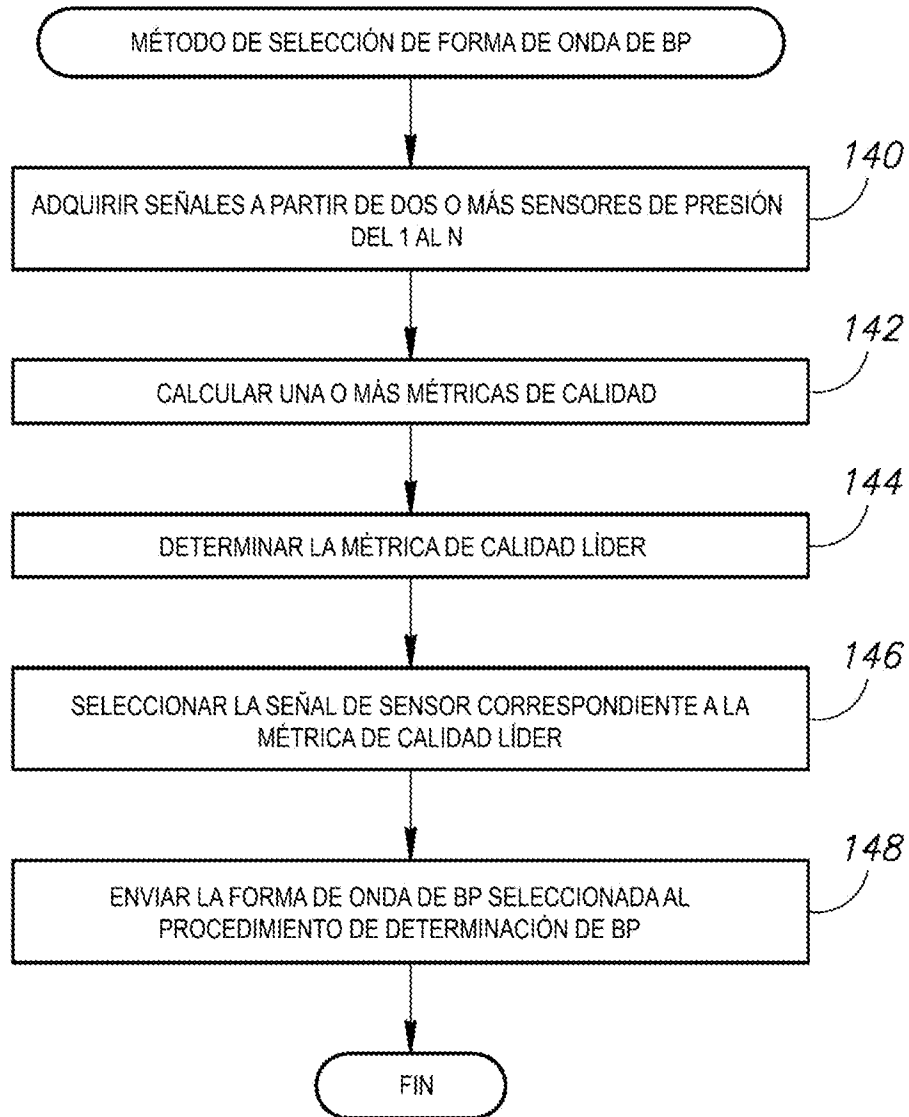 MÉTODO DE SELECCIÓN DE FORMA DE ONDA DE BP
140
ADQUIRIR SEÑALES A PARTIR DE DOS O MÁS SENSORES DE PRESIÓN
DEL 1 AL N
142
CALCULAR UNA O MÁS MÉTRICAS DE CALIDAD
144
DETERMINAR LA MÉTRICA DE CALIDAD LÍDER
146
SELECCIONAR LA SEÑAL DE SENSOR CORRESPONDIENTE A LA
MÉTRICA DE CALIDAD LÍDER
148
ENVIAR LA FORMA DE ONDA DE BP SELECCIONADA AL
PROCEDIMIENTO DE DETERMINACIÓN DE BP
FIN